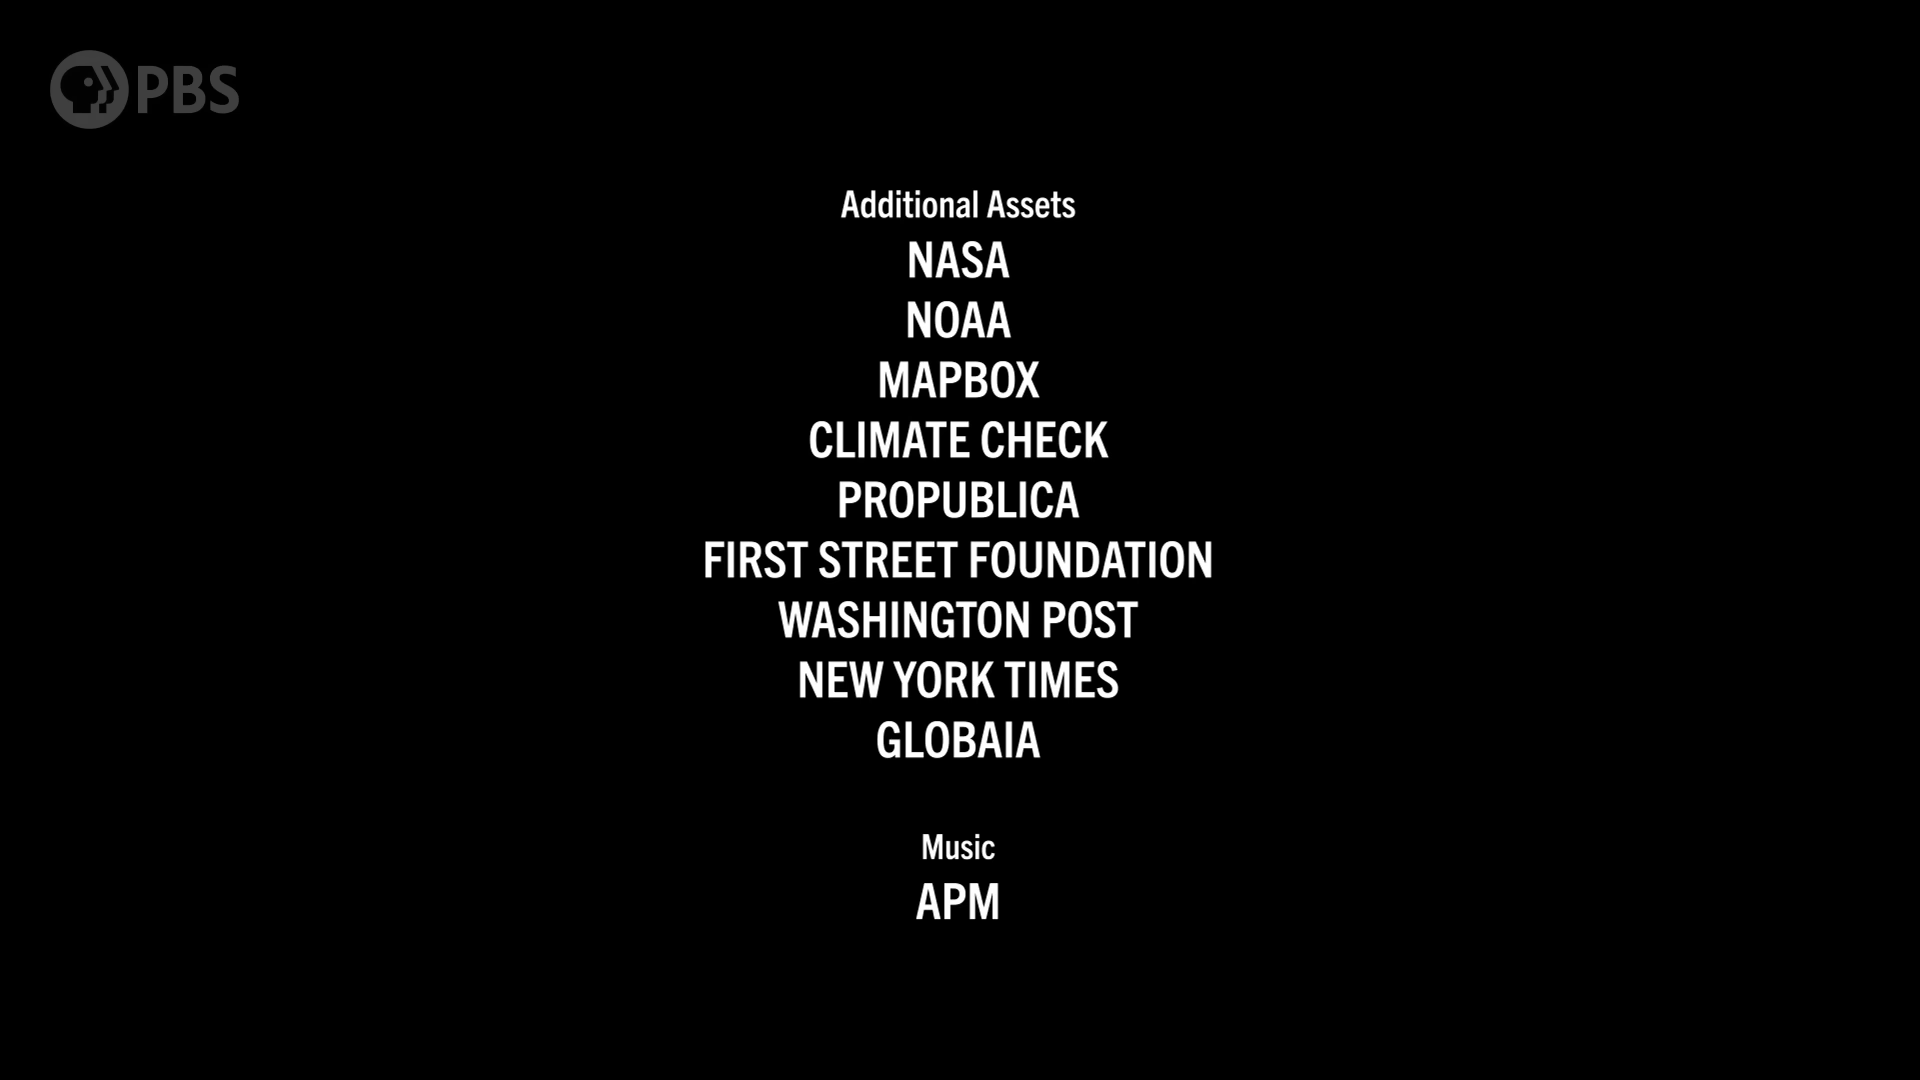 PBS
Additional Assets
NASA
NOAA
MAPBOX
CLIMATE CHECK
PROPUBLICA
FIRST STREET FOUNDATION
WASHINGTON POST
NEW YORK TIMES
GLOBAIA
Music
APM